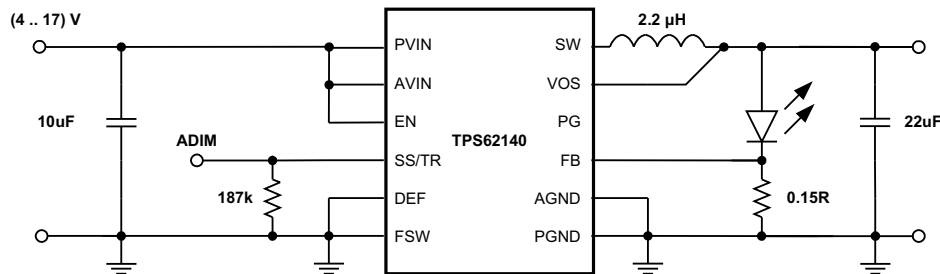 (4 .. 17) V
2.2 µH
PVIN
SW
AVIN
VOS
10uF
EN
PG
22uF
TPS62140
ADIM
SS/TR
FB
187k
DEF
AGND
0.15R
FSW
PGND